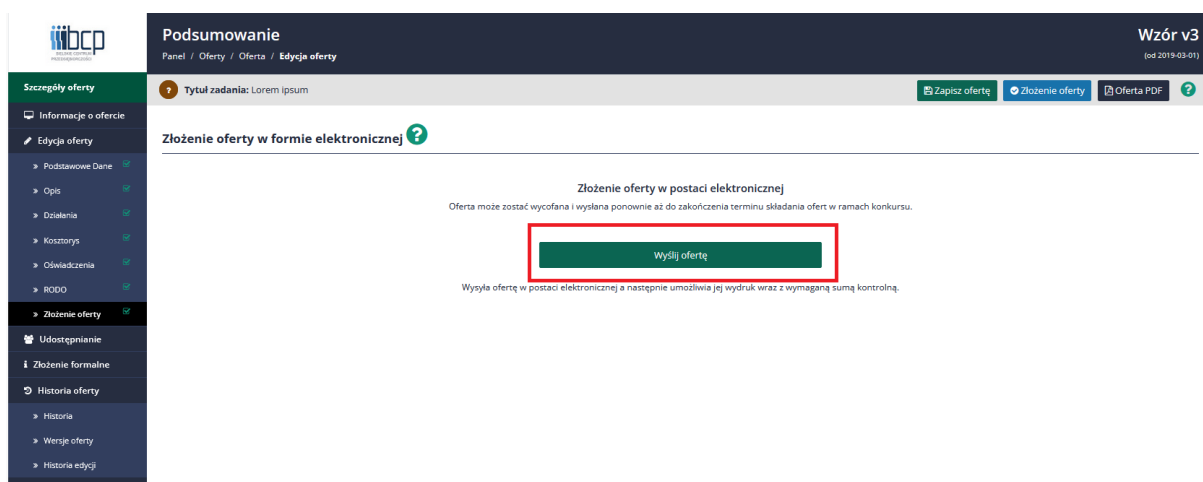 bcp
Podsumowanie
Panel / Oferty / Oferta / Edycja oferty
Wzór v3
(od 2019-03-01)
Szczegóły oferty
Informacje o ofercie
Edycja oferty
» Podstawowe Dane
» Opis
» Działania
» Kosztorys
» Oświadczenia
» RODO
» Złożenie oferty
Udostępnianie
Złożenie formalne
Historia oferty
» Historia
» Wersje oferty
» Historia edycji
? Tytuł zadania: Lorem ipsum
Zapisz ofertę
Złożenie oferty
Oferta PDF
?
Złożenie oferty w formie elektronicznej ?
Złożenie oferty w postaci elektronicznej
Oferta może zostać wycofana i wysłana ponownie aż do zakończenia terminu składania ofert w ramach konkursu.
Wyślij ofertę
Wysyła ofertę w postaci elektronicznej a następnie umożliwia jej wydruk wraz z wymaganą sumą kontrolną.